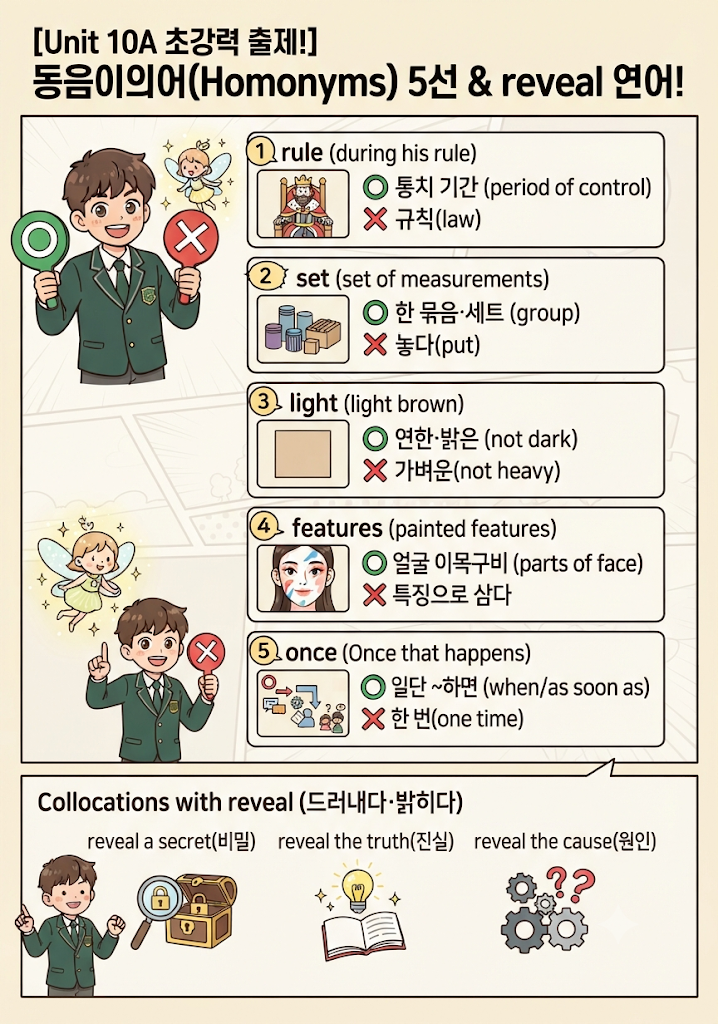 [Unit 10A 초강력 출제!]
동음이의어(Homonyms) 5선 & reveal 연어!
1 rule (during his rule)
통치 기간 (period of control)
규칙(law)
2 set (set of measurements)
한 묶음·세트 (group)
놓다(put)
3 light (light brown)
연한·밝은 (not dark)
가벼운(not heavy)
4 features (painted features)
얼굴 이목구비 (parts of face)
특징으로 삼다
5 once (Once that happens)
일단 ~하면 (when/as soon as)
한 번(one time)
Collocations with reveal (드러내다·밝히다)
reveal a secret(비밀) reveal the truth(진실) reveal the cause(원인)
??